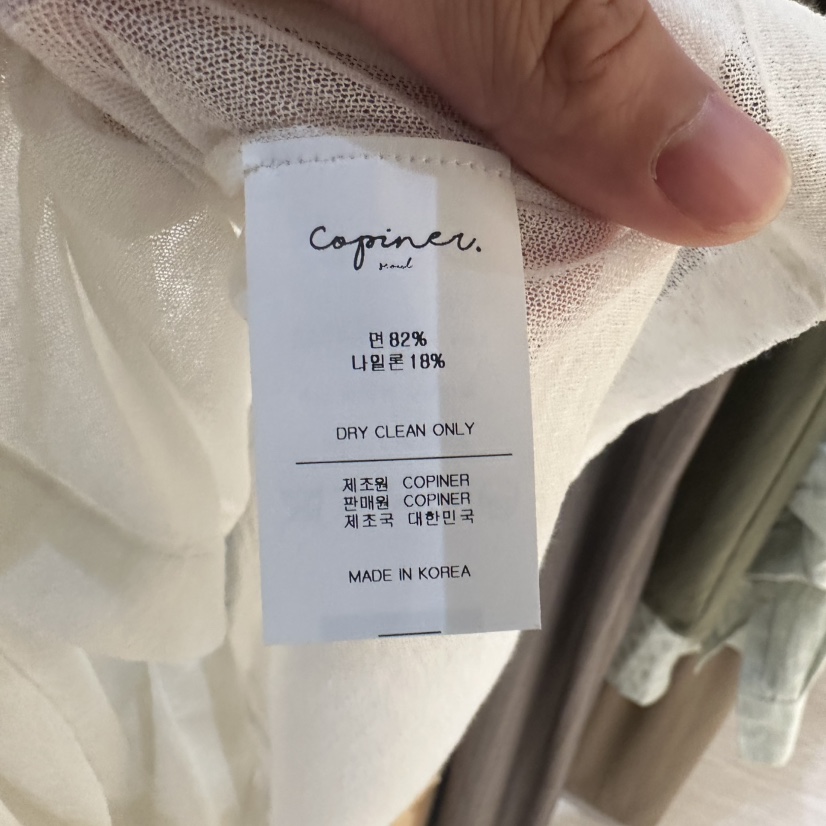 Copiner.
seoul
면 82%
나일론 18%
DRY CLEAN ONLY
제조원 COPINER
판매원 COPINER
제조국 대한민국
MADE IN KOREA